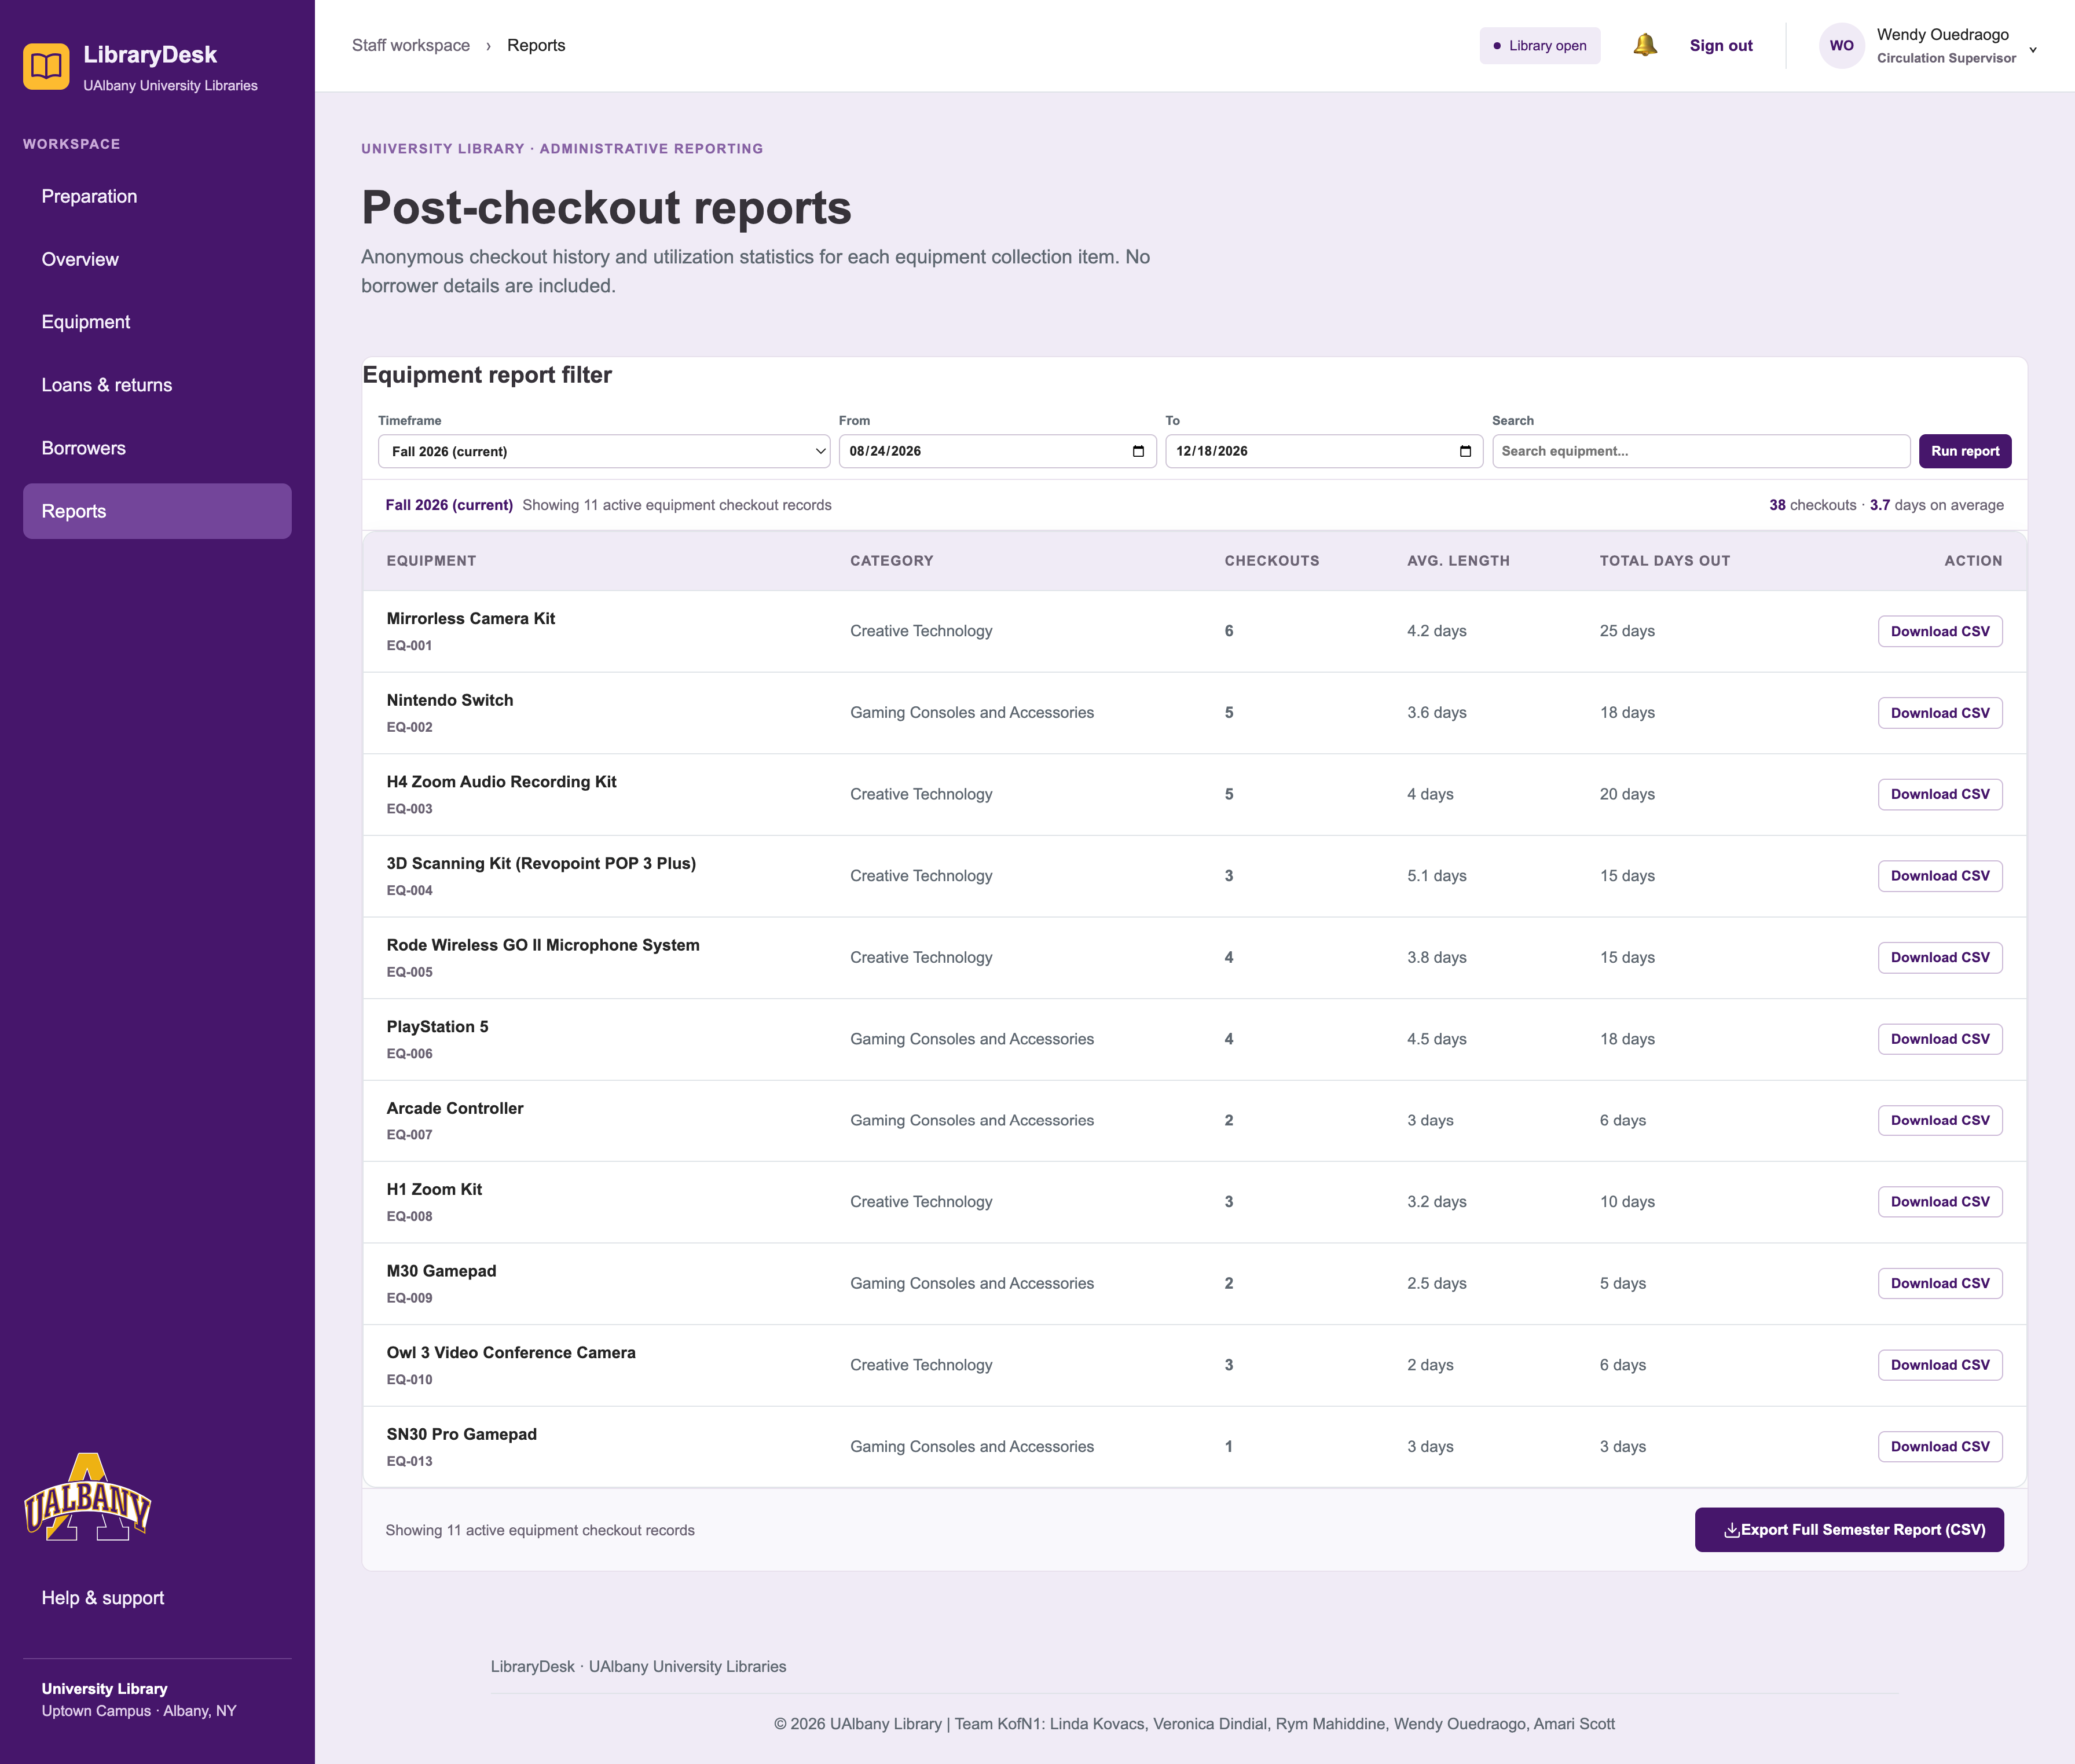 LibraryDesk
UAlbany University Libraries
WORKSPACE
Preparation
Overview
Equipment
Loans & returns
Borrowers
Reports
UALBANY
Help & support
University Library
Uptown Campus · Albany, NY
Staff workspace › Reports
Library open
Sign out
WO
Wendy Ouedraogo
Circulation Supervisor
UNIVERSITY LIBRARY · ADMINISTRATIVE REPORTING
Post-checkout reports
Anonymous checkout history and utilization statistics for each equipment collection item. No
borrower details are included.
Equipment report filter
Timeframe From To Search
Fall 2026 (current) 08/24/2026 12/18/2026 Search equipment... Run report
Fall 2026 (current) Showing 11 active equipment checkout records 38 checkouts · 3.7 days on average
EQUIPMENT CATEGORY CHECKOUTS AVG. LENGTH TOTAL DAYS OUT ACTION
Mirrorless Camera Kit
EQ-001
Creative Technology 6 4.2 days 25 days Download CSV
Nintendo Switch
EQ-002
Gaming Consoles and Accessories 5 3.6 days 18 days Download CSV
H4 Zoom Audio Recording Kit
EQ-003
Creative Technology 5 4 days 20 days Download CSV
3D Scanning Kit (Revopoint POP 3 Plus)
EQ-004
Creative Technology 3 5.1 days 15 days Download CSV
Rode Wireless GO II Microphone System
EQ-005
Creative Technology 4 3.8 days 15 days Download CSV
PlayStation 5
EQ-006
Gaming Consoles and Accessories 4 4.5 days 18 days Download CSV
Arcade Controller
EQ-007
Gaming Consoles and Accessories 2 3 days 6 days Download CSV
H1 Zoom Kit
EQ-008
Creative Technology 3 3.2 days 10 days Download CSV
M30 Gamepad
EQ-009
Gaming Consoles and Accessories 2 2.5 days 5 days Download CSV
Owl 3 Video Conference Camera
EQ-010
Creative Technology 3 2 days 6 days Download CSV
SN30 Pro Gamepad
EQ-013
Gaming Consoles and Accessories 1 3 days 3 days Download CSV
Showing 11 active equipment checkout records Export Full Semester Report (CSV)
LibraryDesk · UAlbany University Libraries
© 2026 UAlbany Library | Team KofN1: Linda Kovacs, Veronica Dindial, Rym Mahiddine, Wendy Ouedraogo, Amari Scott